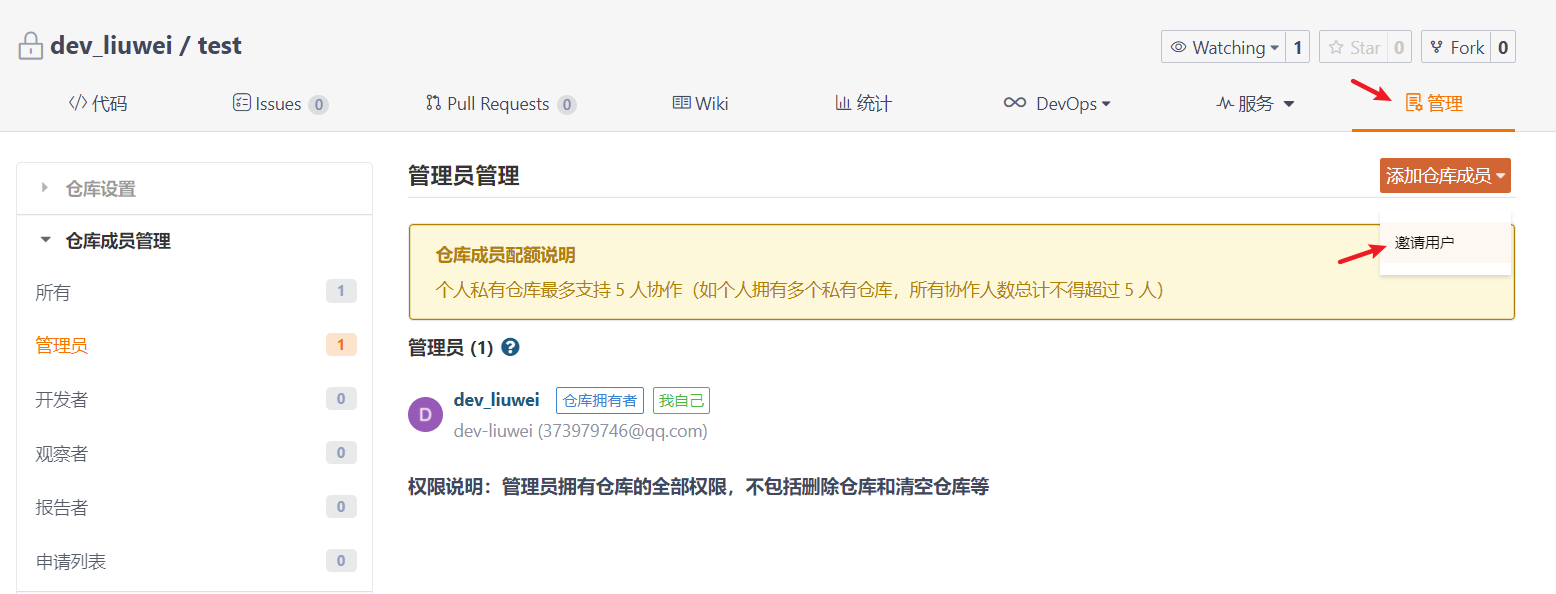 dev_liuwei / test
Watching 1 Star 0 Fork 0
代码 Issues 0 Pull Requests 0 Wiki 统计 DevOps 服务 管理
仓库设置
仓库成员管理
所有 1
管理员 1
开发者 0
观察者 0
报告者 0
申请列表 0
管理员管理
添加仓库成员
邀请用户
仓库成员配额说明
个人私有仓库最多支持 5 人协作（如个人拥有多个私有仓库，所有协作人数总计不得超过 5 人）
管理员 (1) ?
D
dev_liuwei 仓库拥有者 我自己
dev-liuwei (373979746@qq.com)
权限说明：管理员拥有仓库的全部权限，不包括删除仓库和清空仓库等